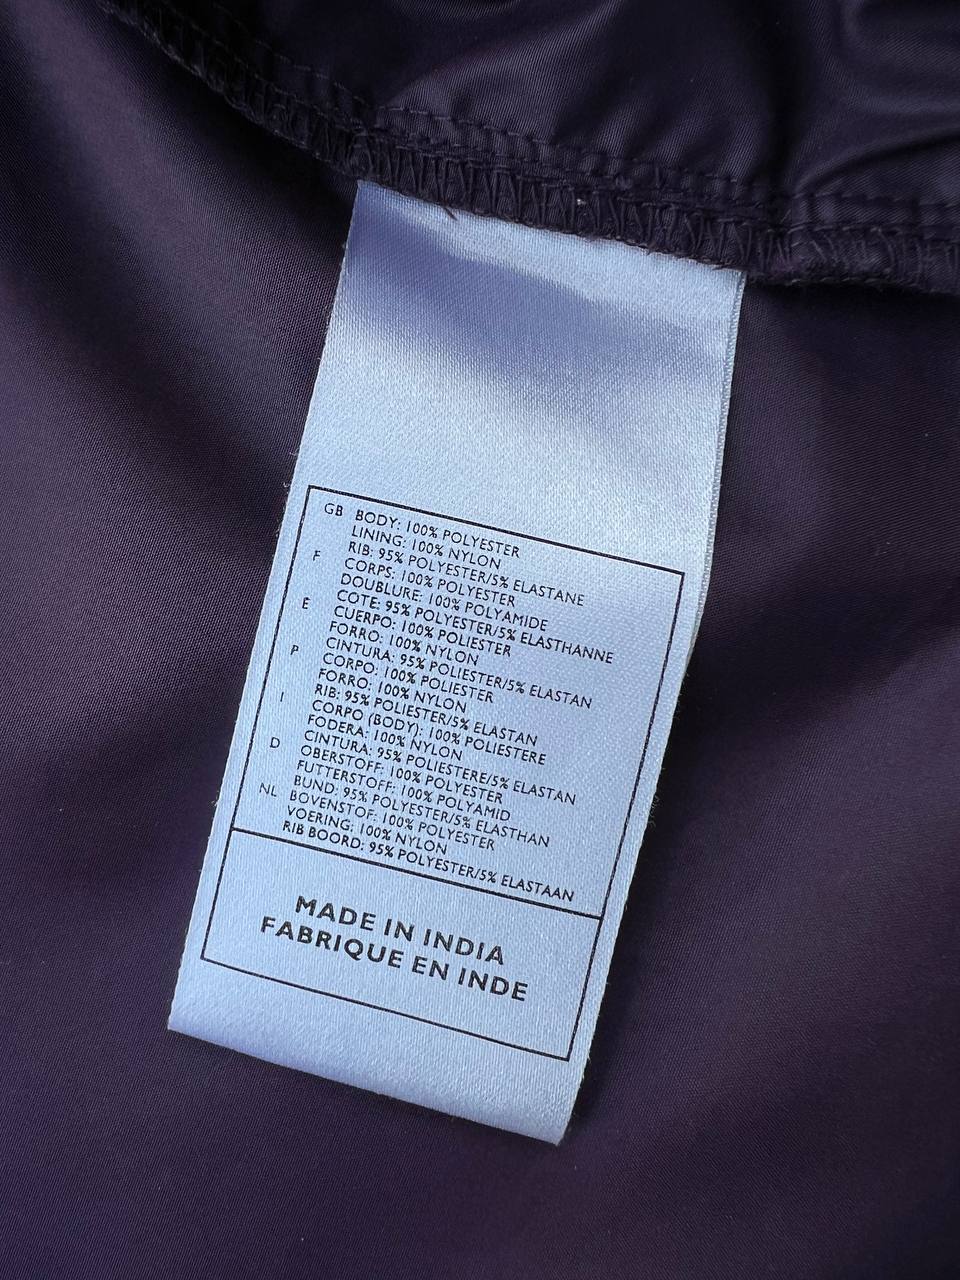 GB BODY: 100% POLYESTER
LINING: 100% NYLON
RIB: 95% POLYESTER/5% ELASTANE
F CORPS: 100% POLYESTER
DOUBLURE: 100% POLYAMIDE
COTE: 95% POLYESTER/5% ELASTHANNE
E CUERPO: 100% POLIESTER
FORRO: 100% NYLON
CINTURA: 95% POLIESTER/5% ELASTAN
P CORPO: 100% POLIESTER
FORRO: 100% NYLON
RIB: 95% POLIESTER/5% ELASTAN
I CORPO (BODY): 100% POLIESTERE
FODERA: 100% NYLON
CINTURA: 95% POLIESTERE/5% ELASTAN
D OBERSTOFF: 100% POLYESTER
FUTTERSTOFF: 100% POLYAMID
BUND: 95% POLYESTER/5% ELASTHAN
NL BOVENSTOF: 100% POLYESTER
VOERING: 100% NYLON
RIB BOORD: 95% POLYESTER/5% ELASTAAN
MADE IN INDIA
FABRIQUE EN INDE